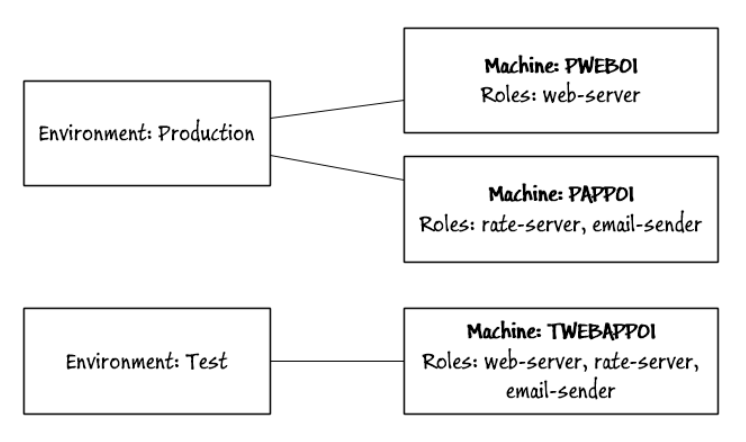 Environment: Production
Machine: PWEB01
Roles: web-server
Machine: PAPP01
Roles: rate-server, email-sender
Environment: Test
Machine: TWEBAPP01
Roles: web-server, rate-server,
email-sender